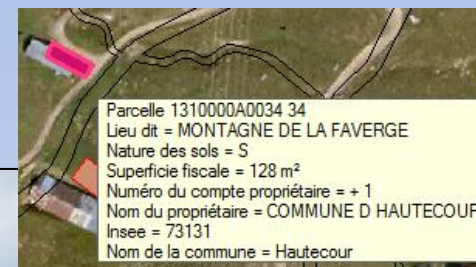 Parcelle 1310000A0034 34
Lieu dit = MONTAGNE DE LA FAVERGE
Nature des sols = S
Superficie fiscale = 128 m²
Numéro du compte propriétaire = + 1
Nom du propriétaire = COMMUNE D HAUTECOUR
Insee = 73131
Nom de la commune = Hautecour